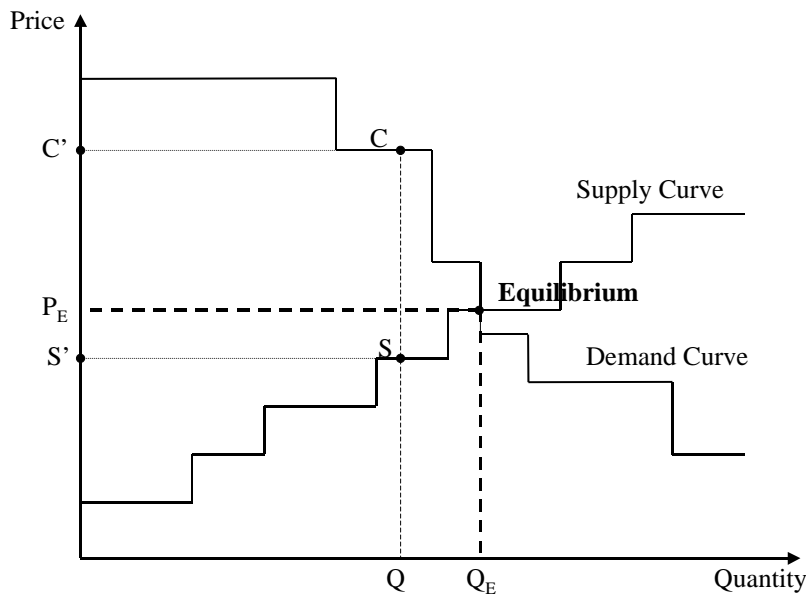 Price
C’
C
Supply Curve
Equilibrium
P_E
S’
S
Demand Curve
Q
Q_E
Quantity